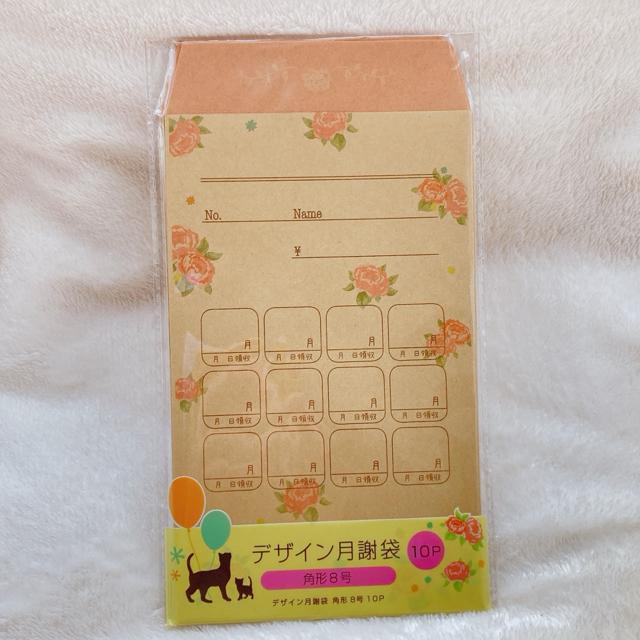 No. Name
¥
月 月 月 月
月 日領収 月 日領収 月 日領収 月 日領収
月 月 月 月
月 日領収 月 日領収 月 日領収 月 日領収
月 月 月 月
月 日領収 月 日領収 月 日領収 月 日領収
デザイン月謝袋 10P
角形8号
デザイン月謝袋 角形8号 10P